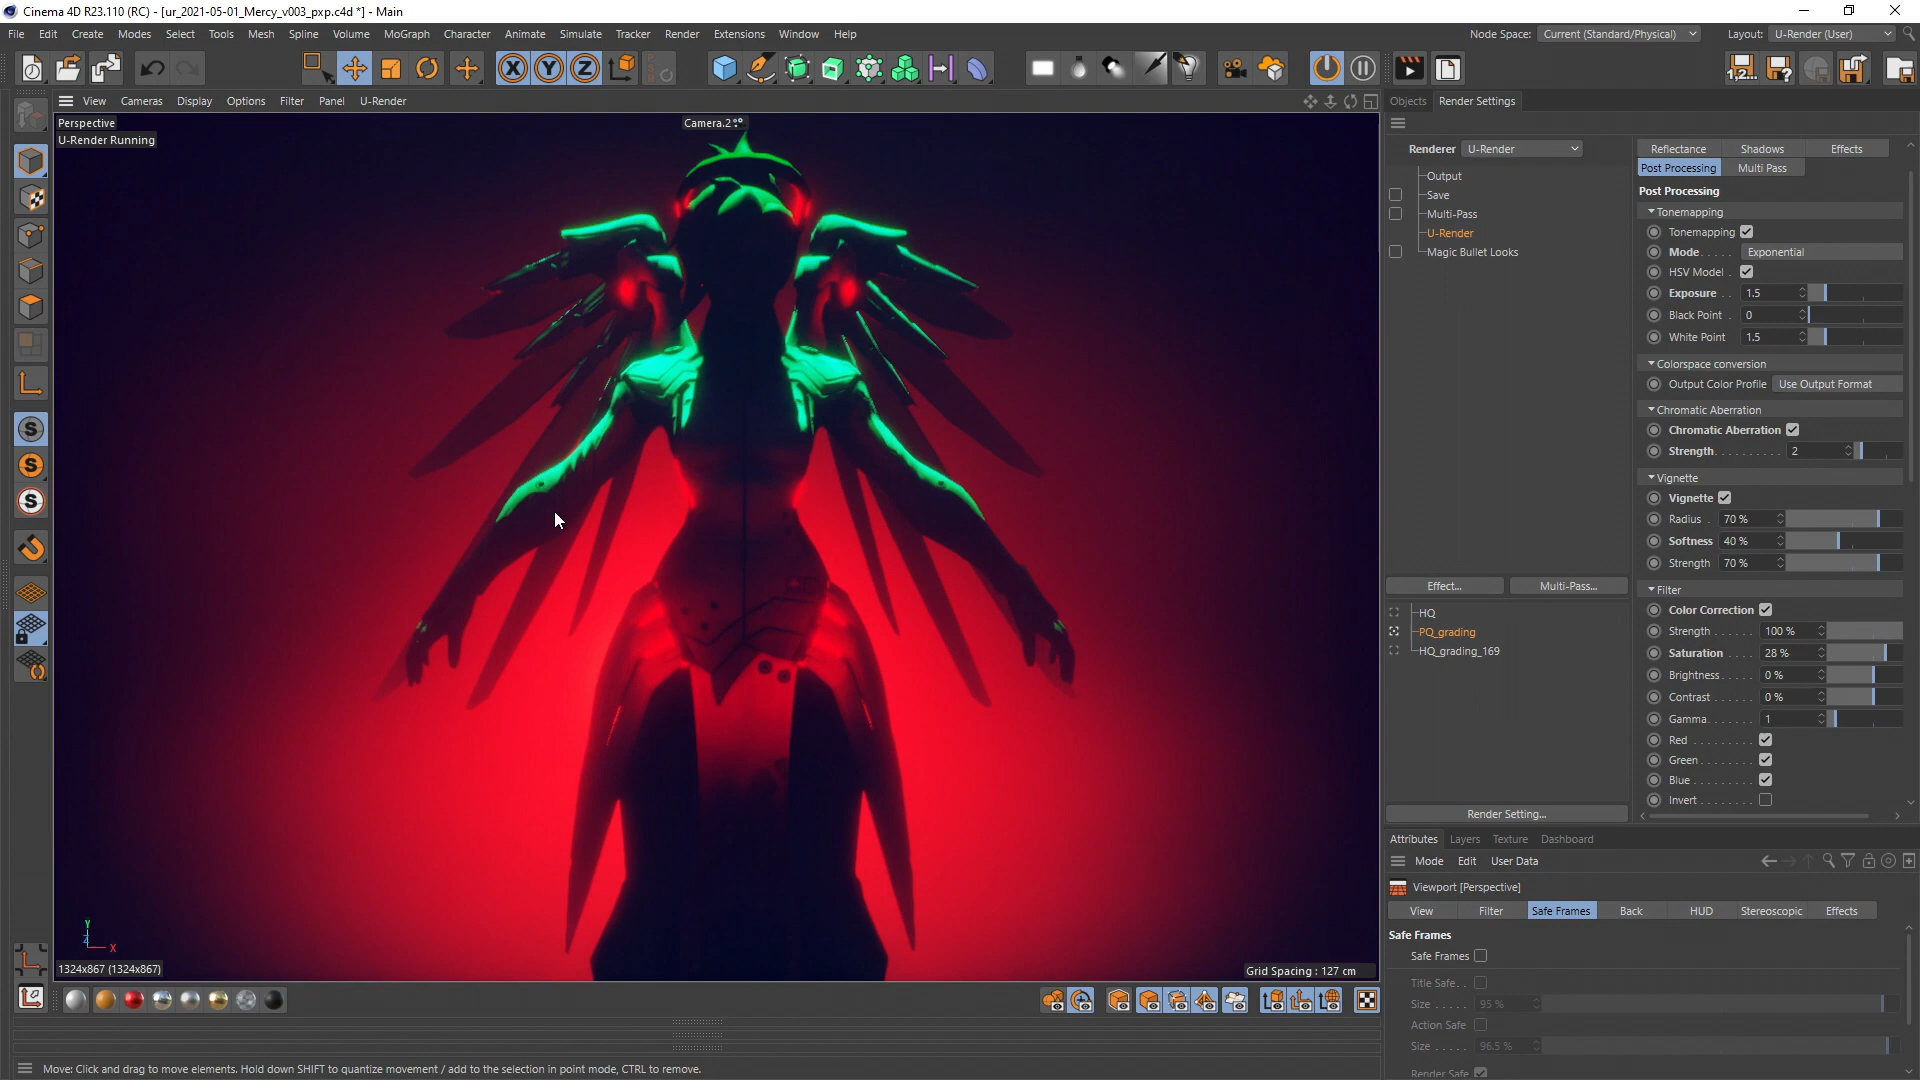 Cinema 4D R23.110 (RC) - [ur_2021-05-01_Mercy_v003_pxp.c4d *] - Main
File Edit Create Modes Select Tools Mesh Spline Volume MoGraph Character Animate Simulate Tracker Render Extensions Window Help
Node Space: Current (Standard/Physical) Layout: U-Render (User)
View Cameras Display Options Filter Panel U-Render
Objects Render Settings
Perspective
Camera.2
U-Render Running
Renderer U-Render
Output
Save
Multi-Pass
U-Render
Magic Bullet Looks
Effect... Multi-Pass...
HQ
PQ_grading
HQ_grading_169
Render Setting...
Reflectance Shadows Effects
Post Processing Multi Pass
Post Processing
Tonemapping
Tonemapping
Mode..... Exponential
HSV Model .
Exposure . . 1.5
Black Point . 0
White Point 1.5
Colorspace conversion
Output Color Profile Use Output Format
Chromatic Aberration
Chromatic Aberration
Strength.......... 2
Vignette
Vignette
Radius . 70 %
Softness 40 %
Strength 70 %
Filter
Color Correction
Strength ...... 100 %
Saturation .... 28 %
Brightness..... 0 %
Contrast ...... 0 %
Gamma....... 1
Red .........
Green........
Blue .........
Invert ........
Attributes Layers Texture Dashboard
Mode Edit User Data
Viewport [Perspective]
View Filter Safe Frames Back HUD Stereoscopic Effects
Safe Frames
Safe Frames
Title Safe..
Size ..... 95 %
Action Safe
Size ..... 96.5 %
Render Safe
Y
Z
X
1324x867 (1324x867)
Grid Spacing : 127 cm
Move: Click and drag to move elements. Hold down SHIFT to quantize movement / add to the selection in point mode, CTRL to remove.